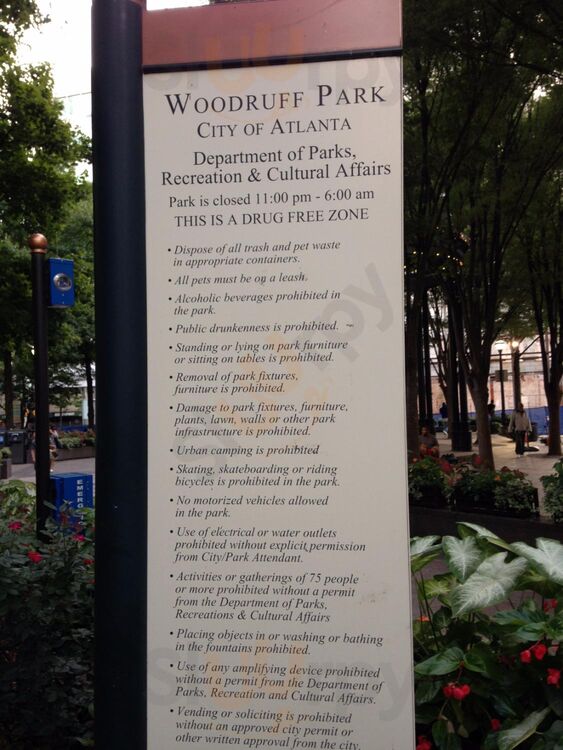 WOODRUFF PARK
CITY OF ATLANTA
Department of Parks,
Recreation & Cultural Affairs
Park is closed 11:00 pm - 6:00 am
THIS IS A DRUG FREE ZONE
• Dispose of all trash and pet waste
in appropriate containers.
• All pets must be on a leash.
• Alcoholic beverages prohibited in
the park.
• Public drunkenness is prohibited.
• Standing or lying on park furniture
or sitting on tables is prohibited.
• Removal of park fixtures,
furniture is prohibited.
• Damage to park fixtures, furniture,
plants, lawn, walls or other park
infrastructure is prohibited.
• Urban camping is prohibited
• Skating, skateboarding or riding
bicycles is prohibited in the park.
• No motorized vehicles allowed
in the park.
• Use of electrical or water outlets
prohibited without explicit permission
from City/Park Attendant.
• Activities or gatherings of 75 people
or more prohibited without a permit
from the Department of Parks,
Recreations & Cultural Affairs
• Placing objects in or washing or bathing
in the fountains prohibited.
• Use of any amplifying device prohibited
without a permit from the Department of
Parks, Recreation and Cultural Affairs.
• Vending or soliciting is prohibited
without an approved city permit or
other written approval from the city.